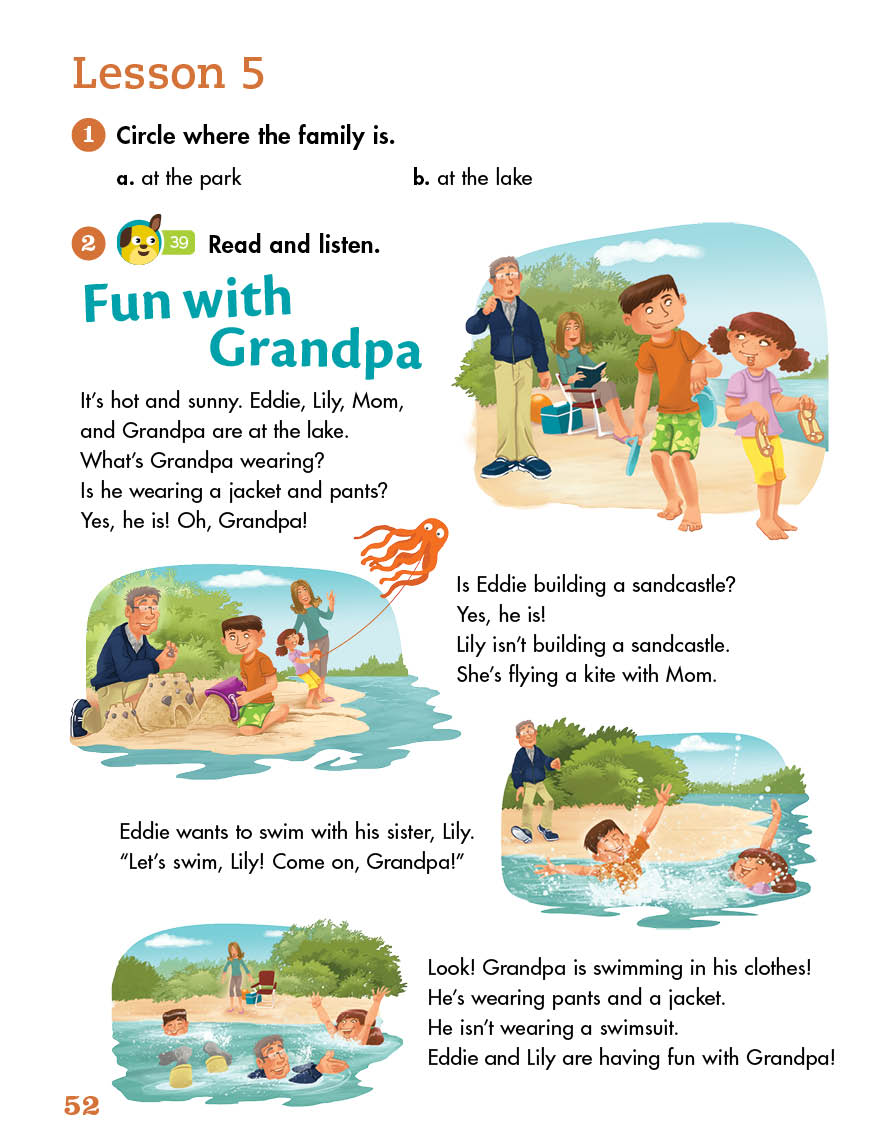 Lesson 5
1 Circle where the family is.
a. at the park b. at the lake
2 39 Read and listen.
Fun with
Grandpa
It's hot and sunny. Eddie, Lily, Mom,
and Grandpa are at the lake.
What's Grandpa wearing?
Is he wearing a jacket and pants?
Yes, he is! Oh, Grandpa!
Is Eddie building a sandcastle?
Yes, he is!
Lily isn't building a sandcastle.
She's flying a kite with Mom.
Eddie wants to swim with his sister, Lily.
“Let's swim, Lily! Come on, Grandpa!”
Look! Grandpa is swimming in his clothes!
He's wearing pants and a jacket.
He isn't wearing a swimsuit.
Eddie and Lily are having fun with Grandpa!
52